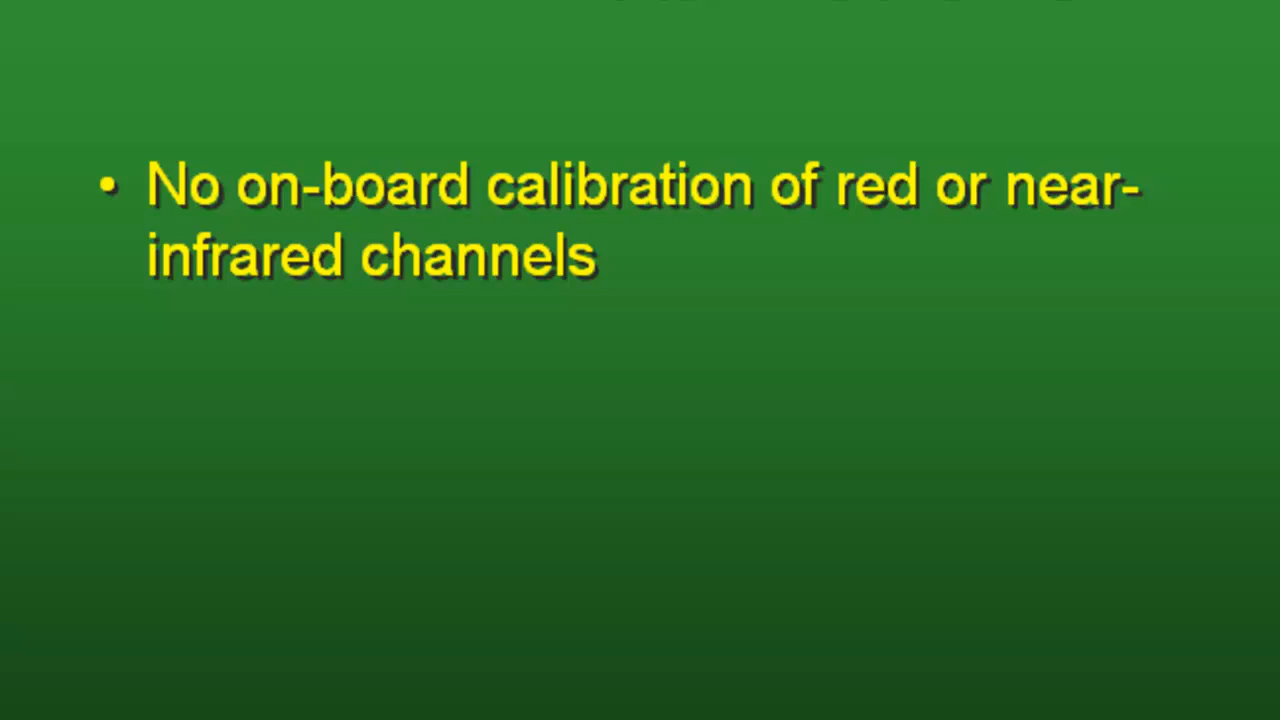 • No on-board calibration of red or near-
infrared channels